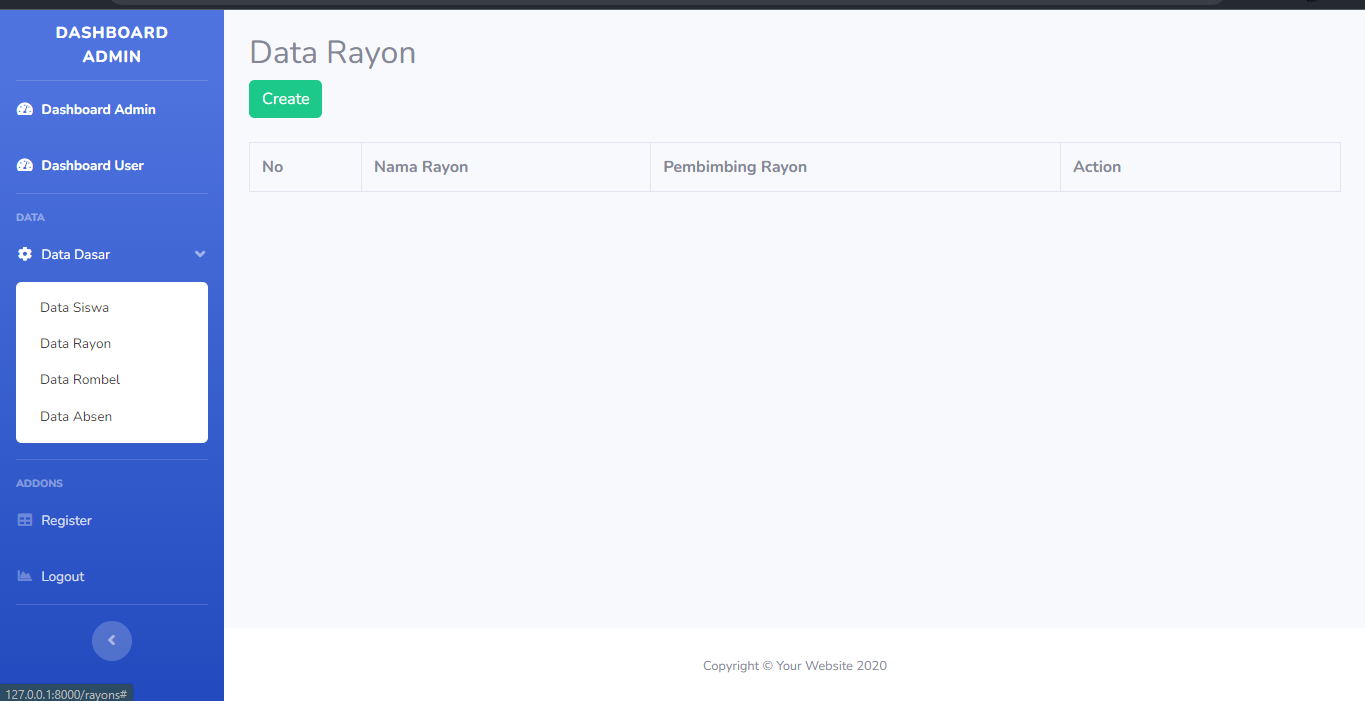 DASHBOARD
ADMIN
Dashboard Admin
Dashboard User
DATA
Data Dasar
Data Siswa
Data Rayon
Data Rombel
Data Absen
ADDONS
Register
Logout
127.0.0.1:8000/rayons#
Data Rayon
Create
No Nama Rayon Pembimbing Rayon Action
Copyright © Your Website 2020